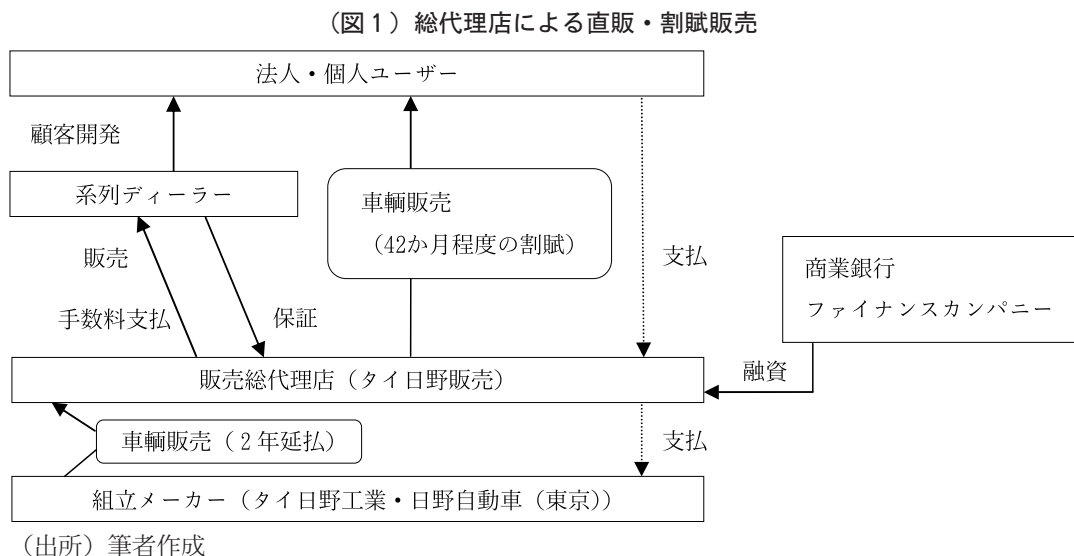 （図１）総代理店による直販・割賦販売
法人・個人ユーザー
顧客開発
系列ディーラー
車輌販売
（42か月程度の割賦）
販売
手数料支払
保証
支払
商業銀行
ファイナンスカンパニー
販売総代理店（タイ日野販売）
融資
車輌販売（２年延払）
支払
組立メーカー（タイ日野工業・日野自動車（東京））
（出所）筆者作成